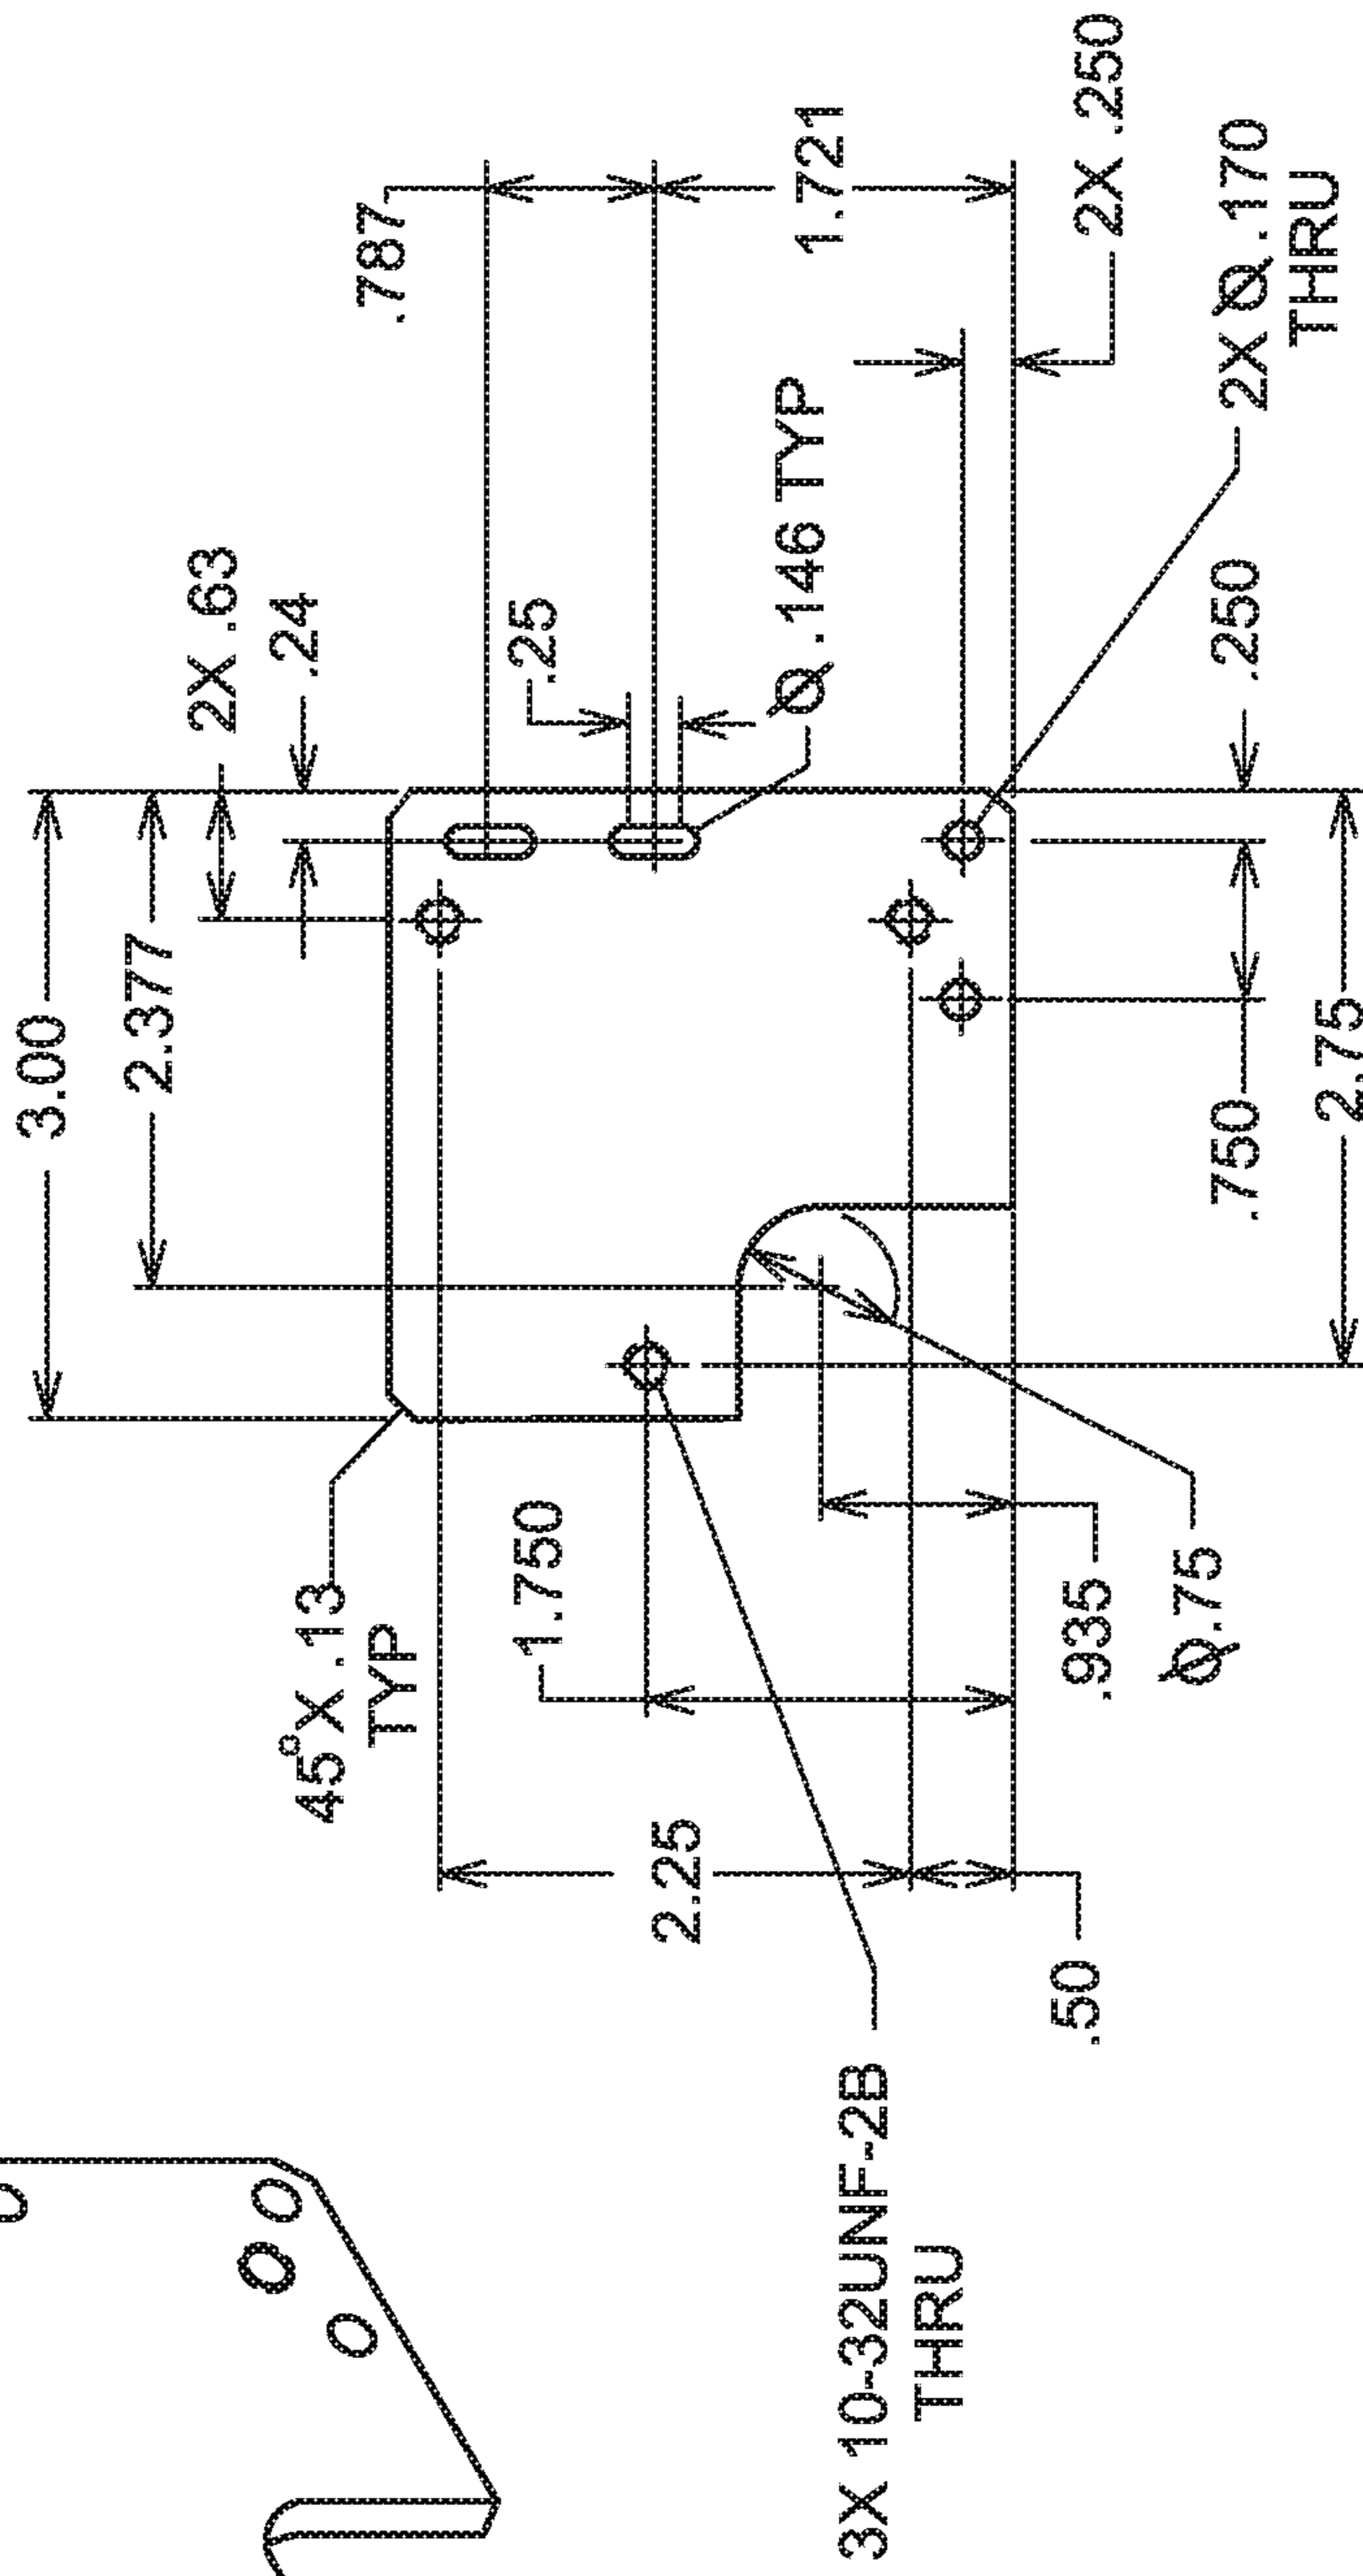 3.00
2.377
2X .63
.24
.787
45°X .13
TYP
.25
1.750
2.25
Ø .146 TYP
1.721
3X 10-32UNF-2B
THRU
.50
.935
2X .250
Ø.75
.750
.250
2X Ø .170
THRU
2.75